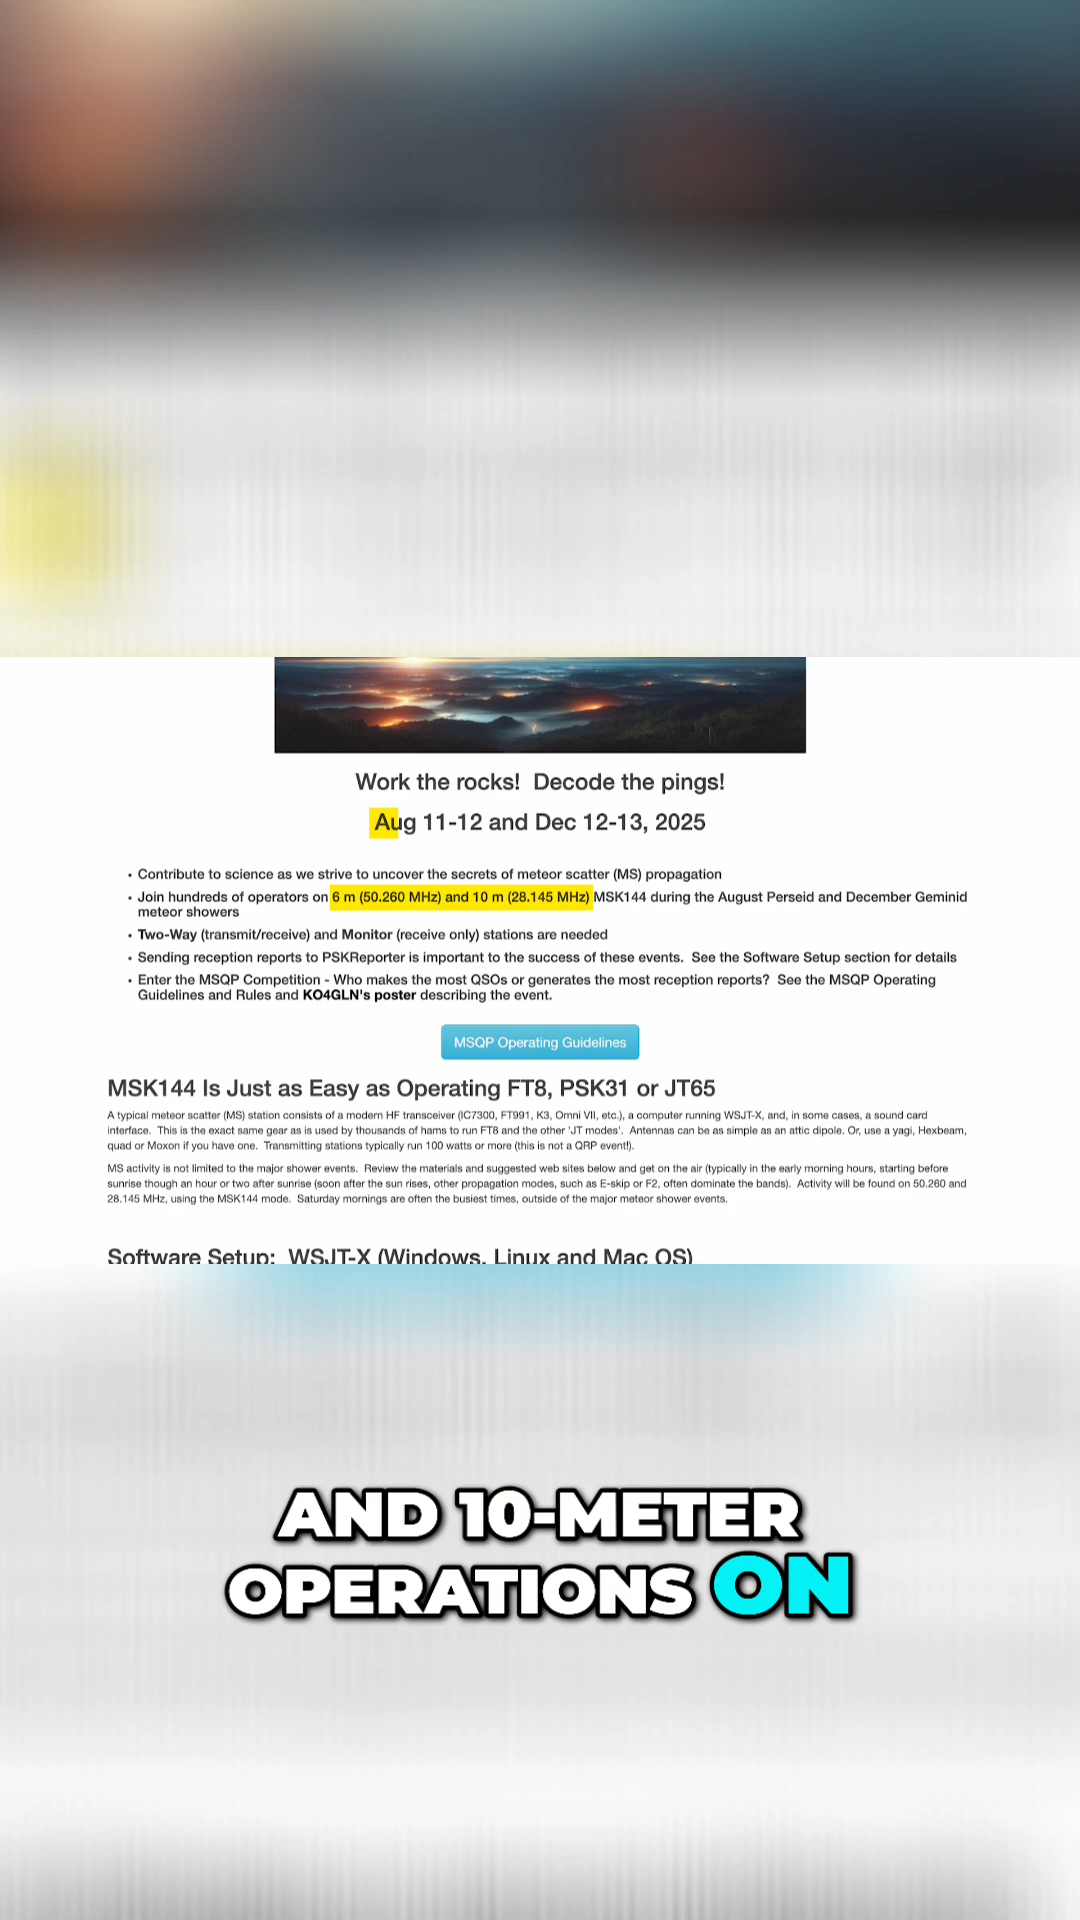 Work the rocks!  Decode the pings!
Aug 11-12 and Dec 12-13, 2025
• Contribute to science as we strive to uncover the secrets of meteor scatter (MS) propagation
• Join hundreds of operators on 6 m (50.260 MHz) and 10 m (28.145 MHz) MSK144 during the August Perseid and December Geminid
meteor showers
• Two-Way (transmit/receive) and Monitor (receive only) stations are needed
• Sending reception reports to PSKReporter is important to the success of these events.  See the Software Setup section for details
• Enter the MSQP Competition - Who makes the most QSOs or generates the most reception reports?  See the MSQP Operating
Guidelines and Rules and KO4GLN's poster describing the event.
MSQP Operating Guidelines
MSK144 Is Just as Easy as Operating FT8, PSK31 or JT65
A typical meteor scatter (MS) station consists of a modern HF transceiver (IC7300, FT991, K3, Omni VII, etc.), a computer running WSJT-X, and, in some cases, a sound card
interface.  This is the exact same gear as is used by thousands of hams to run FT8 and the other 'JT modes'.  Antennas can be as simple as an attic dipole. Or, use a yagi, Hexbeam,
quad or Moxon if you have one.  Transmitting stations typically run 100 watts or more (this is not a QRP event!).
MS activity is not limited to the major shower events.  Review the materials and suggested web sites below and get on the air (typically in the early morning hours, starting before
sunrise though an hour or two after sunrise (soon after the sun rises, other propagation modes, such as E-skip or F2, often dominate the bands).  Activity will be found on 50.260 and
28.145 MHz, using the MSK144 mode.  Saturday mornings are often the busiest times, outside of the major meteor shower events.
Software Setup:  WSJT-X (Windows, Linux and Mac OS)
AND 10-METER
OPERATIONS ON